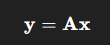 y = Ax